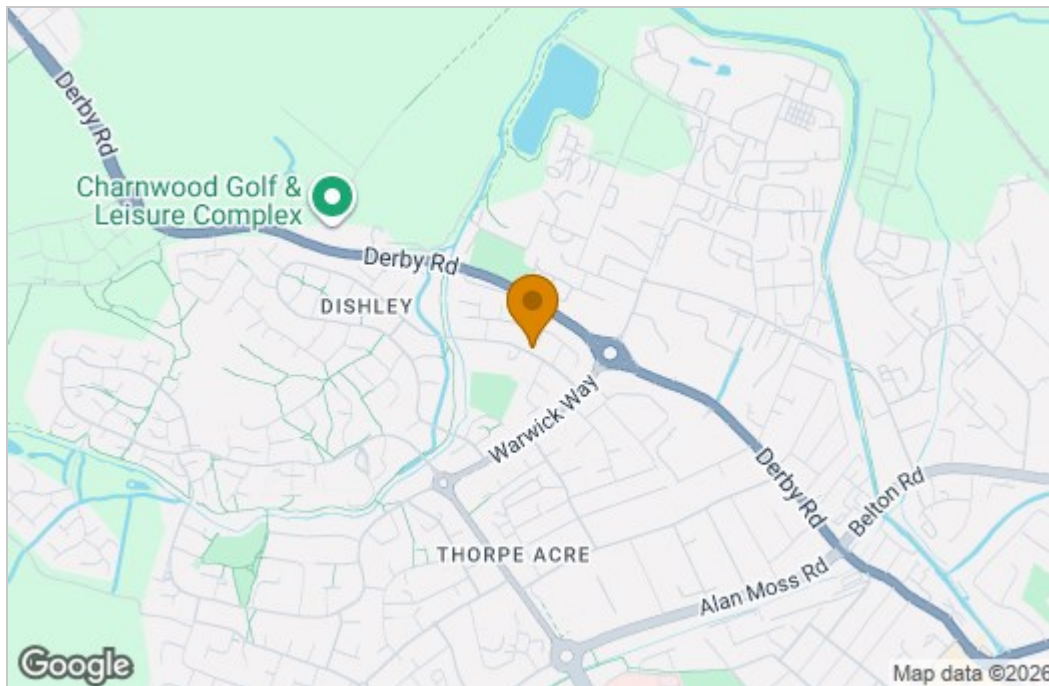 Derby Rd
Charnwood Golf &
Leisure Complex
Derby Rd
DISHLEY
Warwick Way
Derby Rd
Belton Rd
THORPE ACRE
Alan Moss Rd
Google
Map data ©2026